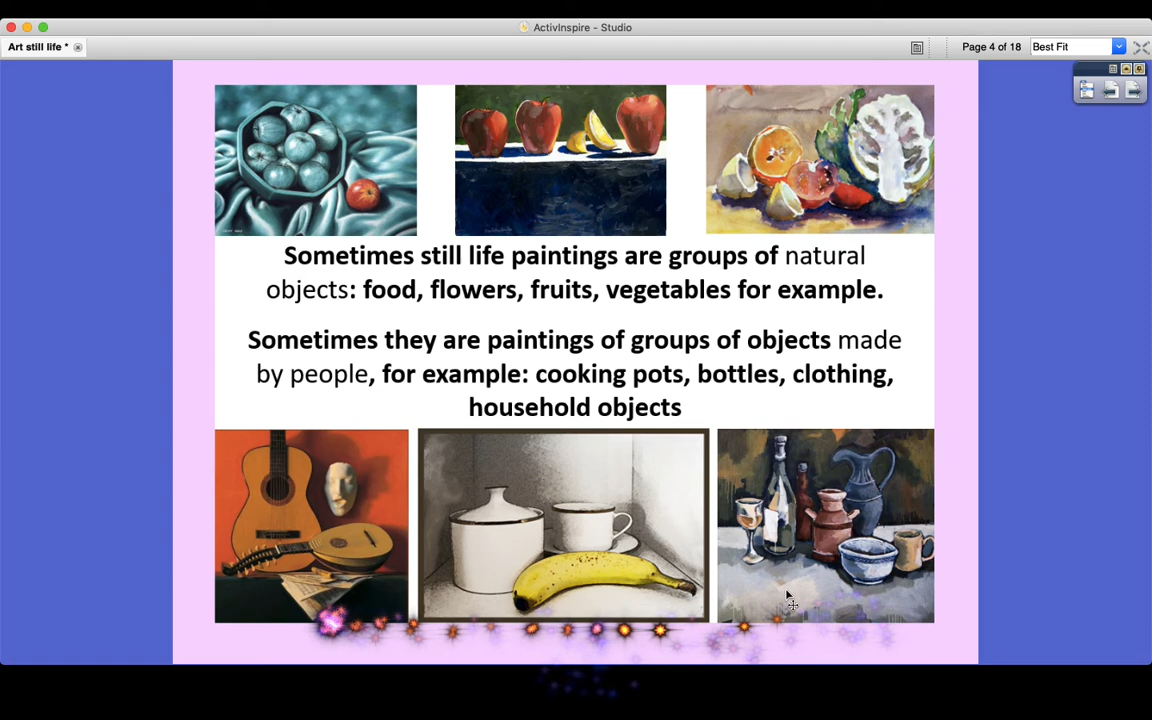 ActivInspire - Studio
Art still life *
Page 4 of 18
Best Fit
Sometimes still life paintings are groups of natural
objects: food, flowers, fruits, vegetables for example.
Sometimes they are paintings of groups of objects made
by people, for example: cooking pots, bottles, clothing,
household objects